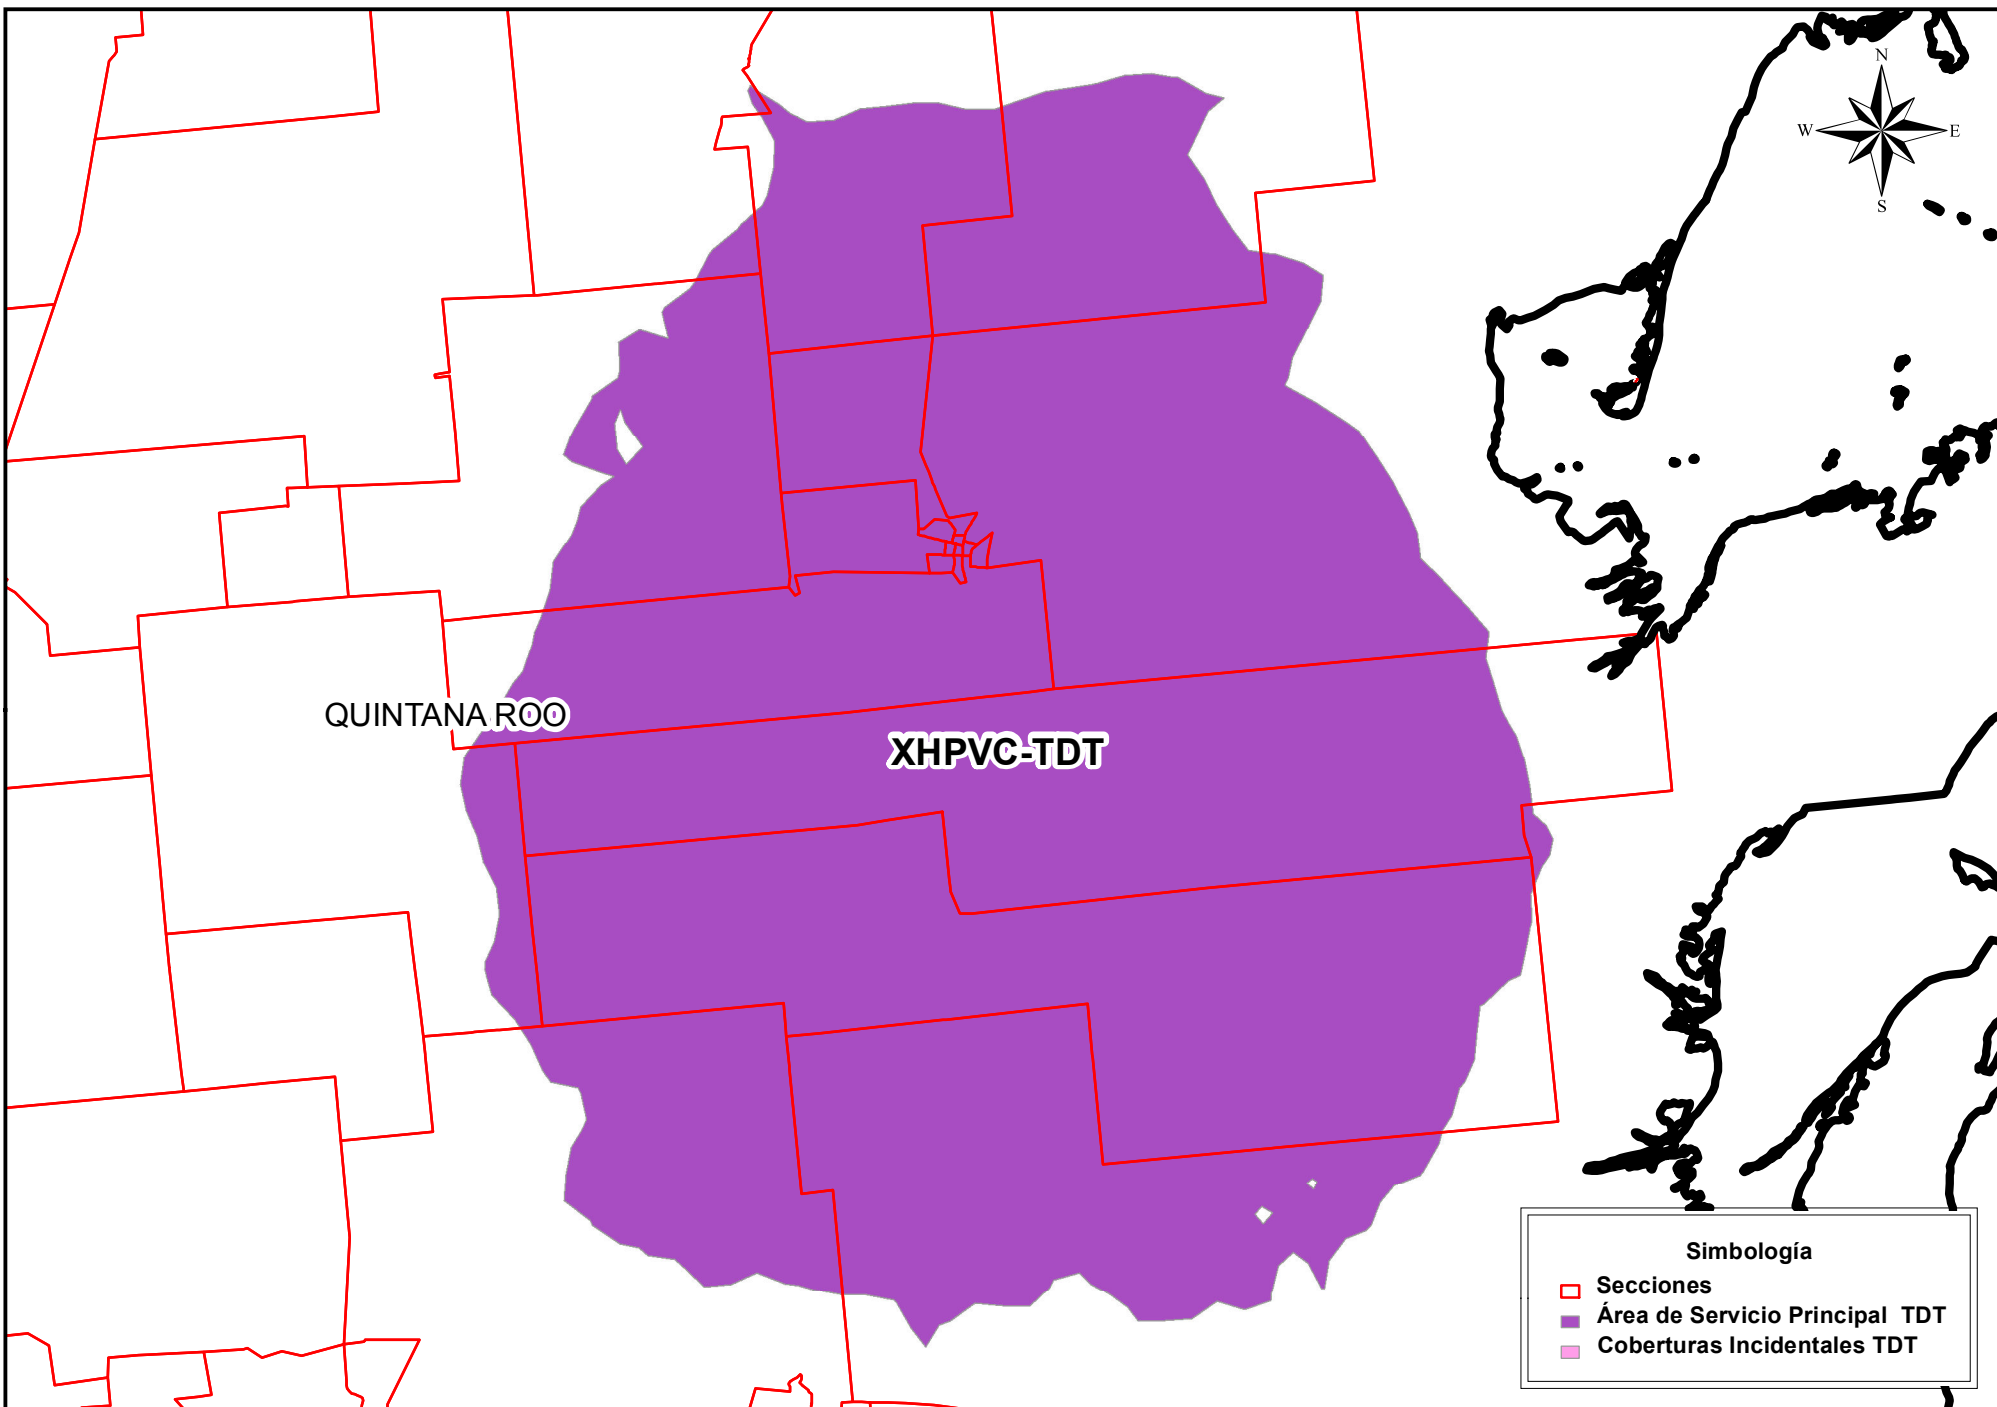 N
W E
S
QUINTANA ROO
XHPVC-TDT
Simbología
Secciones
Área de Servicio Principal TDT
Coberturas Incidentales TDT